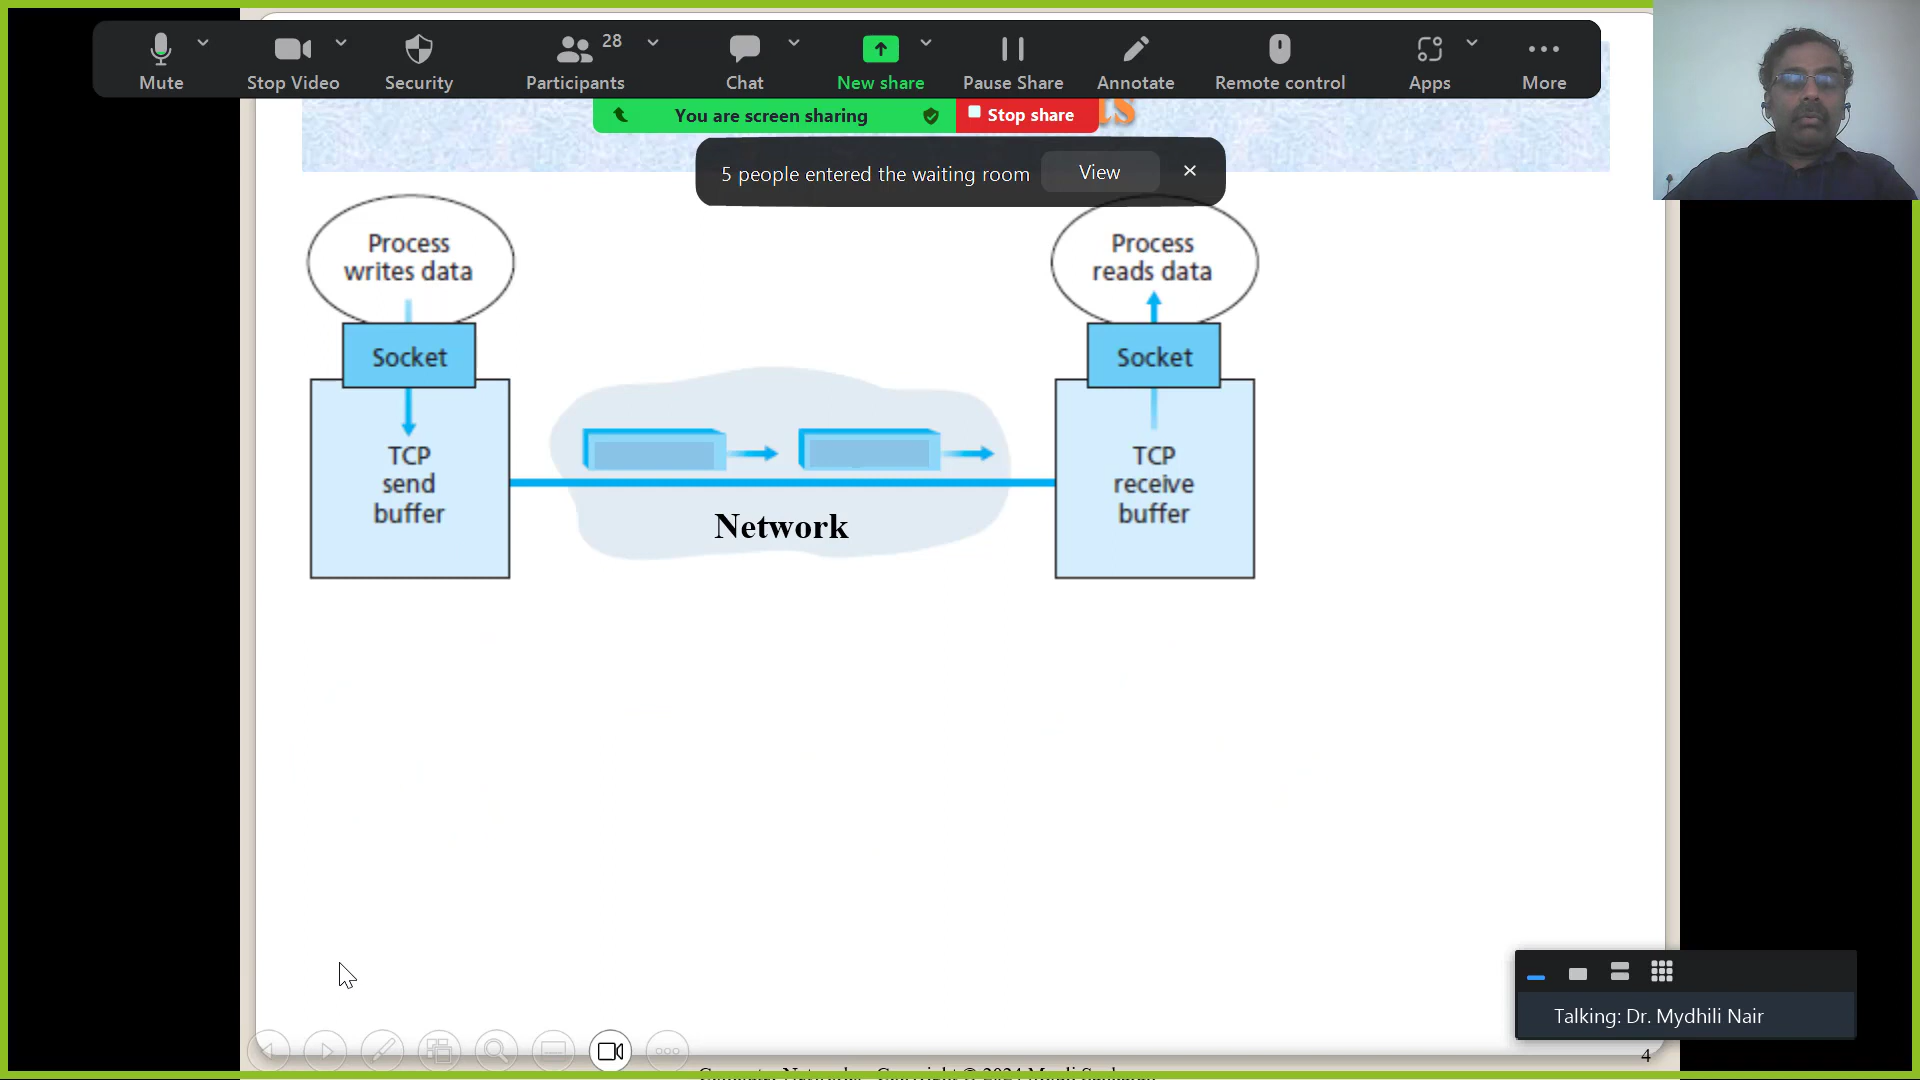 Mute
Stop Video
Security
Participants
28
Chat
New share
Pause Share
Annotate
Remote control
Apps
More
You are screen sharing
Stop share
5 people entered the waiting room
View
Process
writes data
Socket
TCP
send
buffer
Network
Process
reads data
Socket
TCP
receive
buffer
Talking: Dr. Mydhili Nair
4